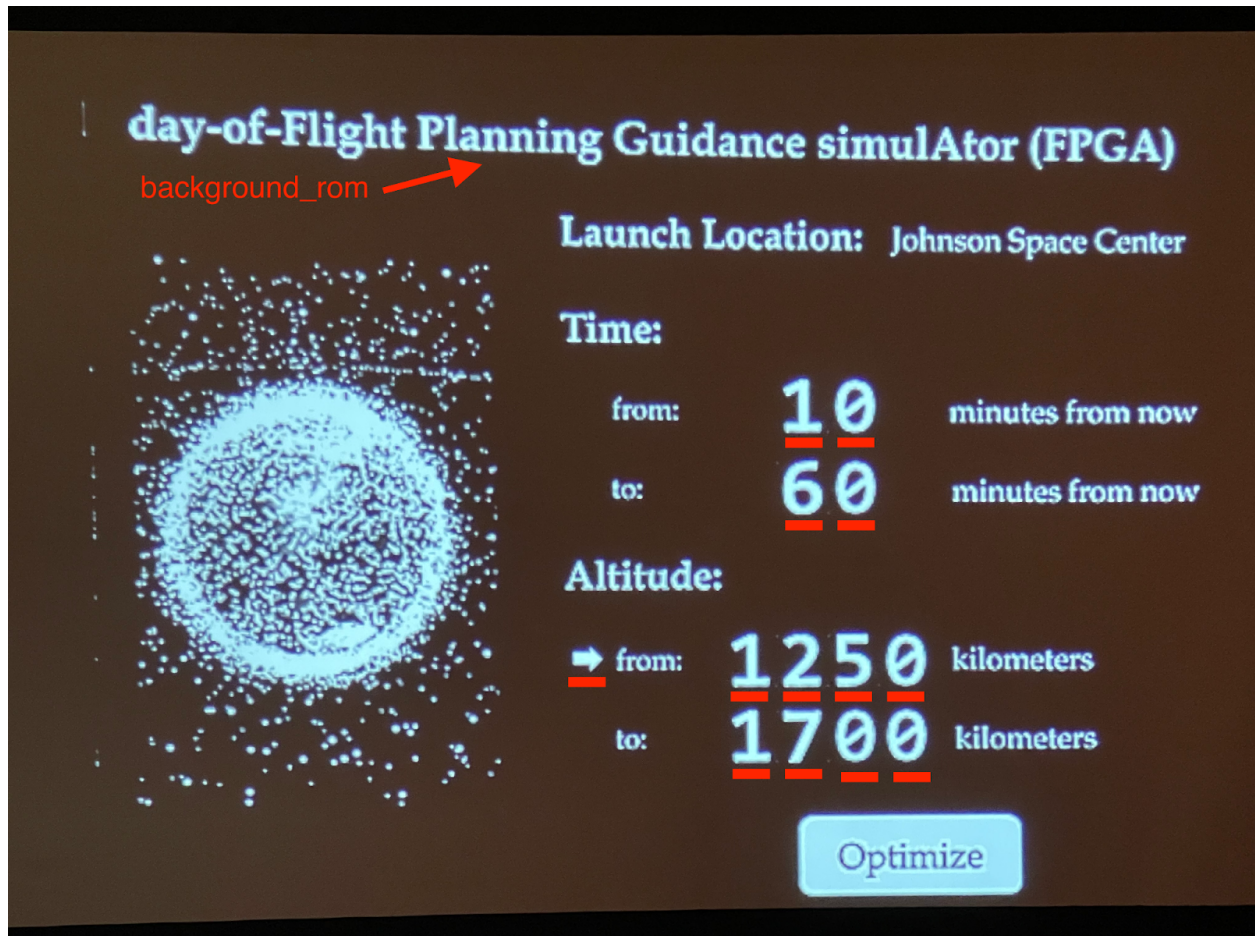 day-of-Flight Planning Guidance simulAtor (FPGA)
background_rom
Launch Location: Johnson Space Center
Time:
from: 10 minutes from now
to: 60 minutes from now
Altitude:
➡ from: 1250 kilometers
to: 1700 kilometers
Optimize